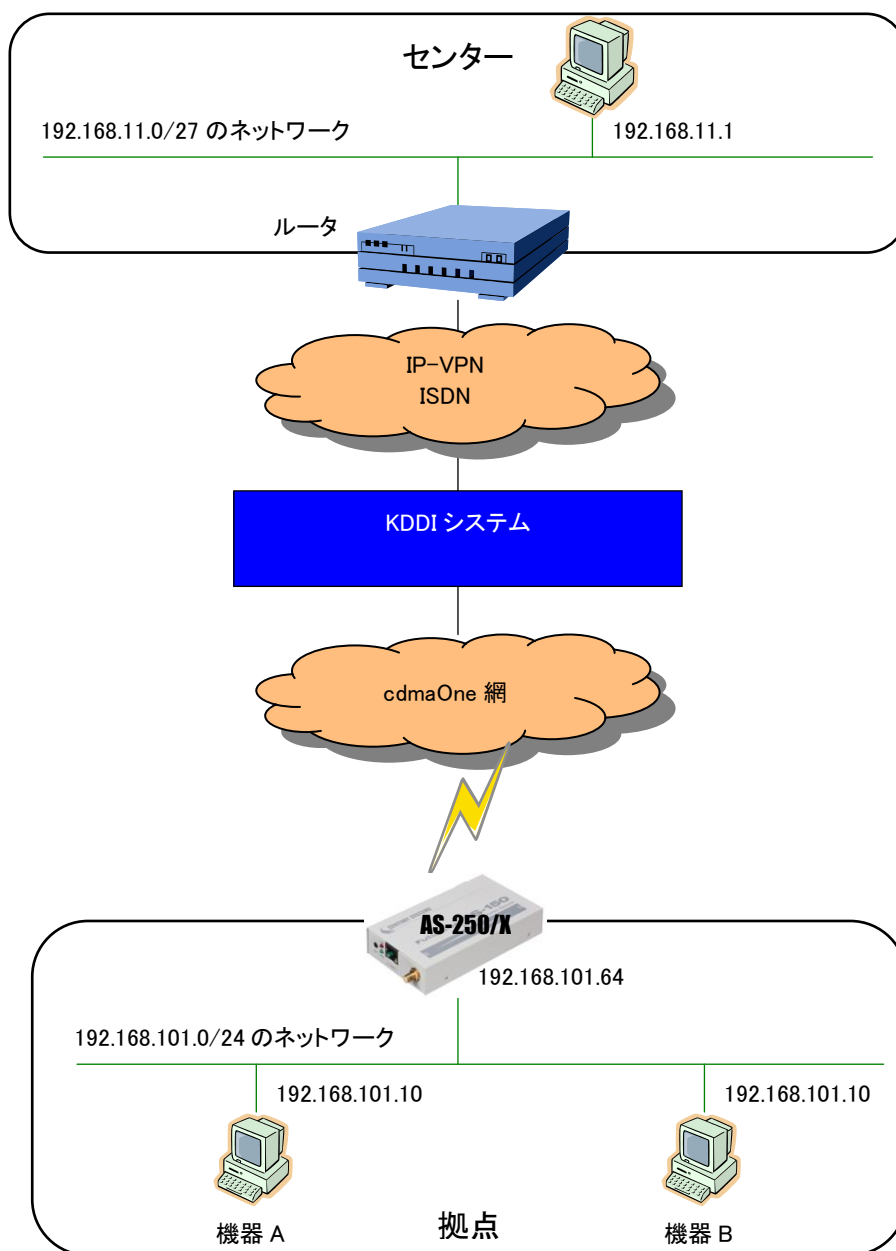 センター
192.168.11.0/27 のネットワーク
192.168.11.1
ルータ
IP-VPN
ISDN
KDDI システム
cdmaOne 網
AS-250/X
192.168.101.64
192.168.101.0/24 のネットワーク
192.168.101.10
192.168.101.10
機器 A
拠点
機器 B